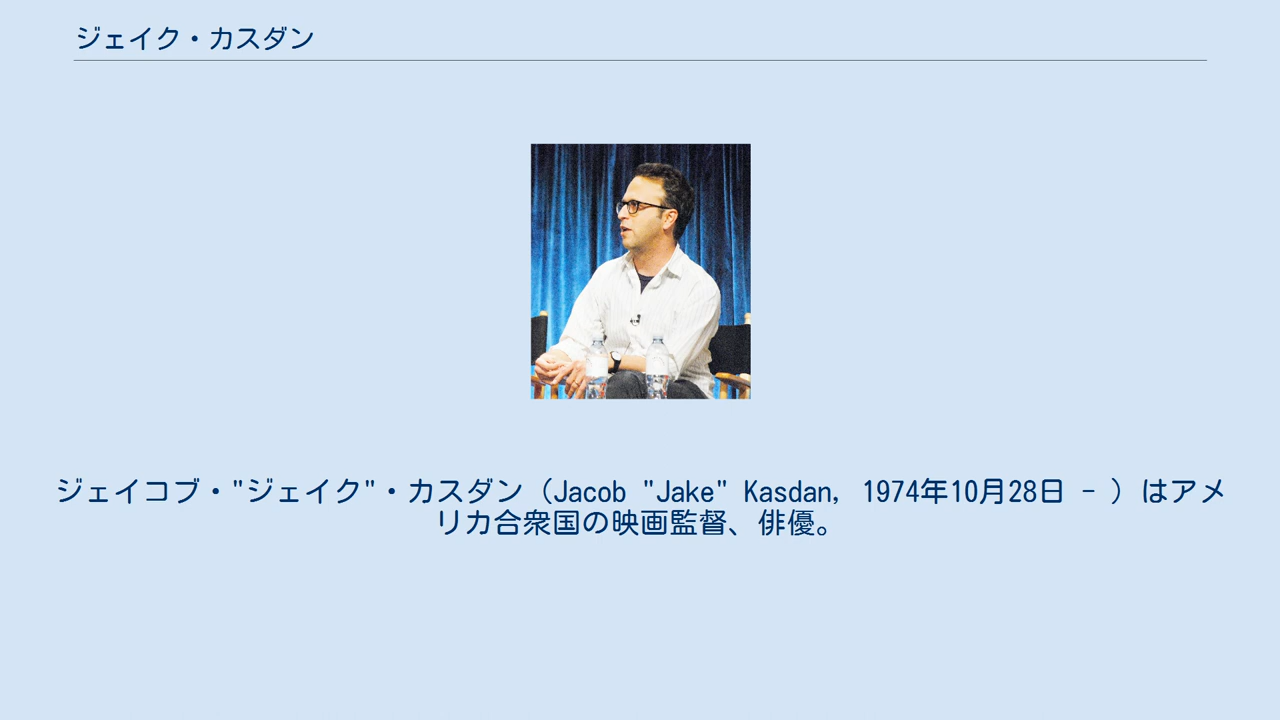 ジェイク・カスダン
ジェイコブ・"ジェイク"・カスダン（Jacob "Jake" Kasdan, 1974年10月28日 - ）はアメ
リカ合衆国の映画監督、俳優。